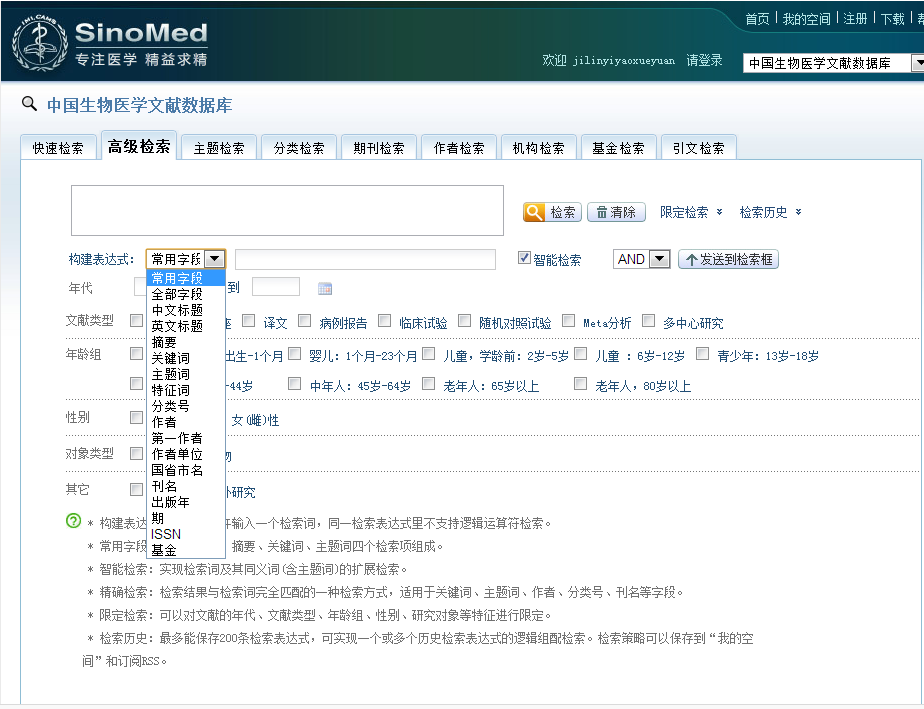 首页 | 我的空间 | 注册 | 下载 |
SinoMed
专注医学 精益求精
欢迎 jilinyiyaoxueyuan 请登录 中国生物医学文献数据库
中国生物医学文献数据库
快速检索 高级检索 主题检索 分类检索 期刊检索 作者检索 机构检索 基金检索 引文检索
检索 清除 限定检索 检索历史
构建表达式: 常用字段 智能检索 AND 发送到检索框
常用字段
全部字段
中文标题
英文标题
摘要
关键词
主题词
特征词
分类号
作者
第一作者
作者单位
国省市名
刊名
出版年
期
ISSN
基金
年代 到
文献类型 译文 病例报告 临床试验 随机对照试验 Meta分析 多中心研究
年龄组 出生-1个月 婴儿: 1个月-23个月 儿童, 学龄前: 2岁-5岁 儿童 : 6岁-12岁 青少年: 13岁-18岁
-44岁 中年人: 45岁-64岁 老年人: 65岁以上 老年人, 80岁以上
性别 女(雌)性
对象类型
其它 研究
* 构建表达 输入一个检索词, 同一检索表达式里不支持逻辑运算符检索。
* 常用字段 摘要、关键词、主题词四个检索项组成。
* 智能检索: 实现检索词及其同义词(含主题词)的扩展检索。
* 精确检索: 检索结果与检索词完全匹配的一种检索方式, 适用于关键词、主题词、作者、分类号、刊名等字段。
* 限定检索: 可以对文献的年代、文献类型、年龄组、性别、研究对象等特征进行限定。
* 检索历史: 最多能保存200条检索表达式, 可实现一个或多个历史检索表达式的逻辑组配检索。检索策略可以保存到“我的空
间”和订阅RSS。